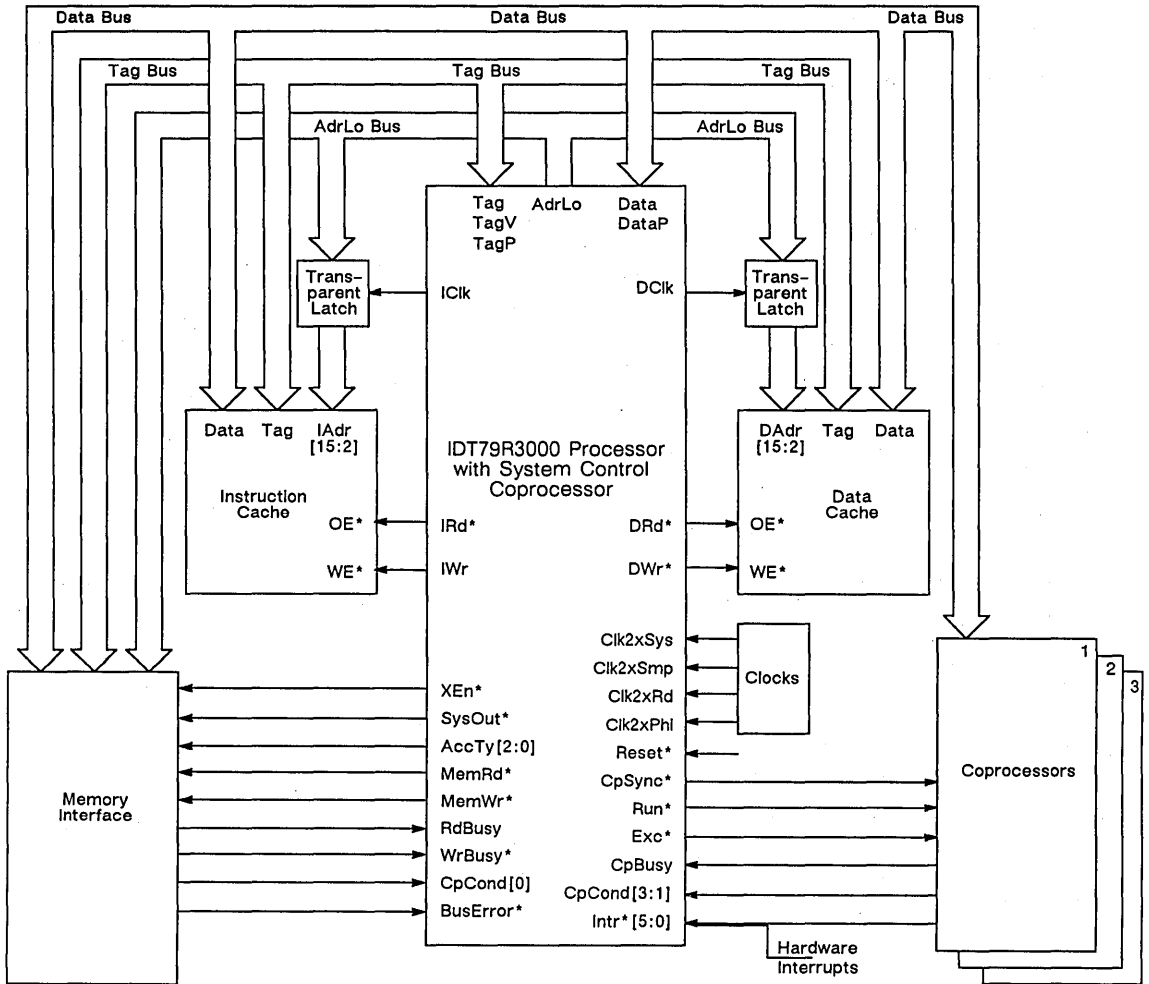 Data Bus
Data Bus
Data Bus
Tag Bus
Tag Bus
Tag Bus
AdrLo Bus
AdrLo Bus
Tag
TagV
TagP
AdrLo
Data
DataP
Trans-
parent
Latch
IClk
DClk
Trans-
parent
Latch
Data Tag IAdr
[15:2]
Instruction
Cache
OE*
WE*
IDT79R3000 Processor
with System Control
Coprocessor
IRd*
IWr
DRd*
DWr*
DAdr Tag Data
[15:2]
Data
Cache
OE*
WE*
Clk2xSys
Clk2xSmp
Clk2xRd
Clk2xPhi
Clocks
Reset*
CpSync*
Run*
Exc*
CpBusy
CpCond[3:1]
Intr*[5:0]
Hardware
Interrupts
Memory
Interface
XEn*
SysOut*
AccTy[2:0]
MemRd*
MemWr*
RdBusy
WrBusy*
CpCond[0]
BusError*
1
2
3
Coprocessors